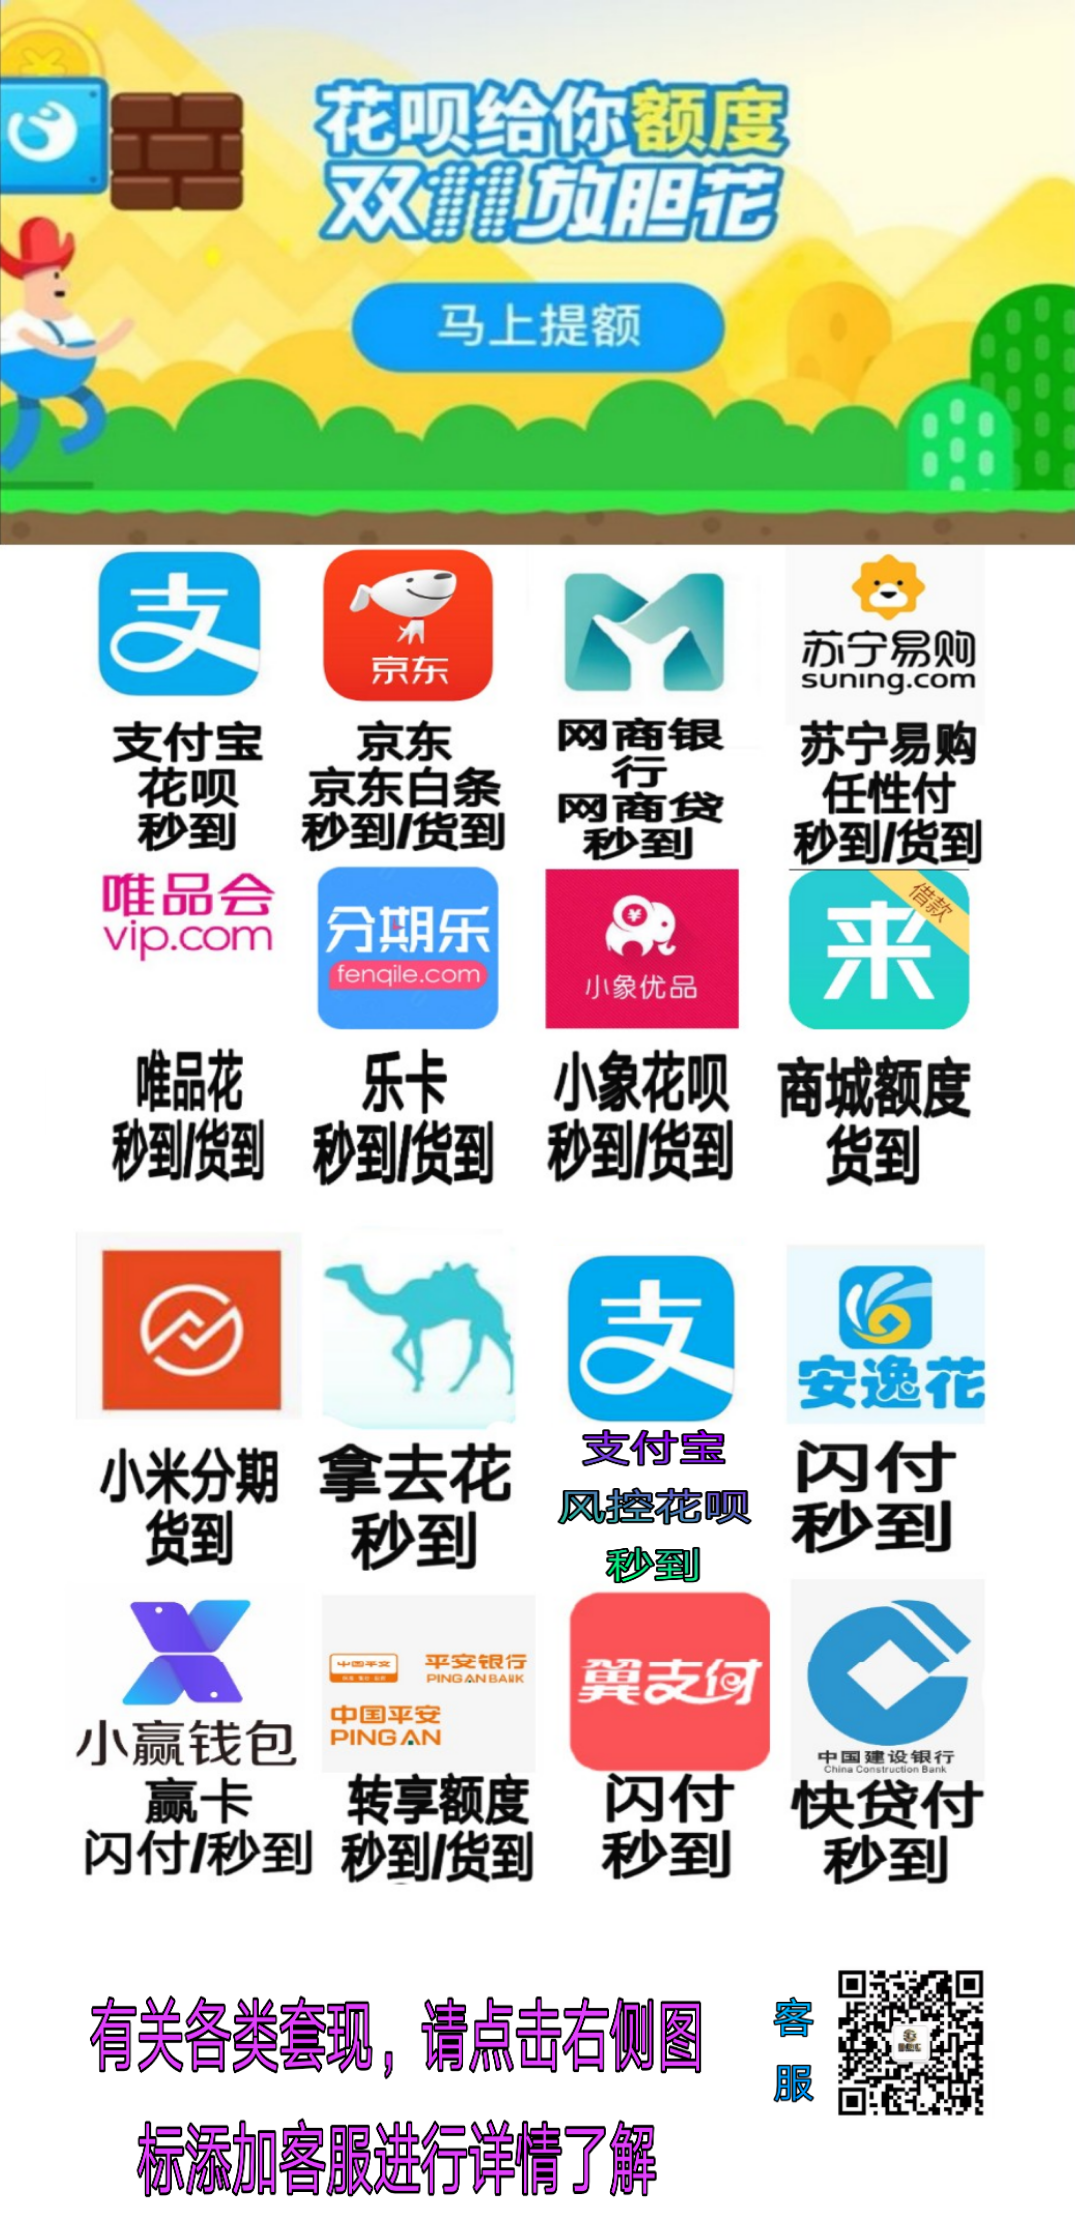 花呗给你额度
双11放胆花
马上提额
支
京东
苏宁易购
suning.com
支付宝
花呗
秒到
京东
京东白条
秒到/货到
网商银
行
网商贷
秒到
苏宁易购
任性付
秒到/货到
唯品会
vip.com
分期乐
fenqile.com
小象优品
来
借款
唯品花
秒到/货到
乐卡
秒到/货到
小象花呗
秒到/货到
商城额度
货到
支
安逸花
小米分期
货到
拿去花
秒到
支付宝
风控花呗
秒到
闪付
秒到
小赢钱包
中国平安
平安银行
PING AN BANK
中国平安
PING AN
翼支付
中国建设银行
China Construction Bank
赢卡
闪付/秒到
转享额度
秒到/货到
闪付
秒到
快贷付
秒到
有关各类套现，请点击右侧图
标添加客服进行详情了解
客
服